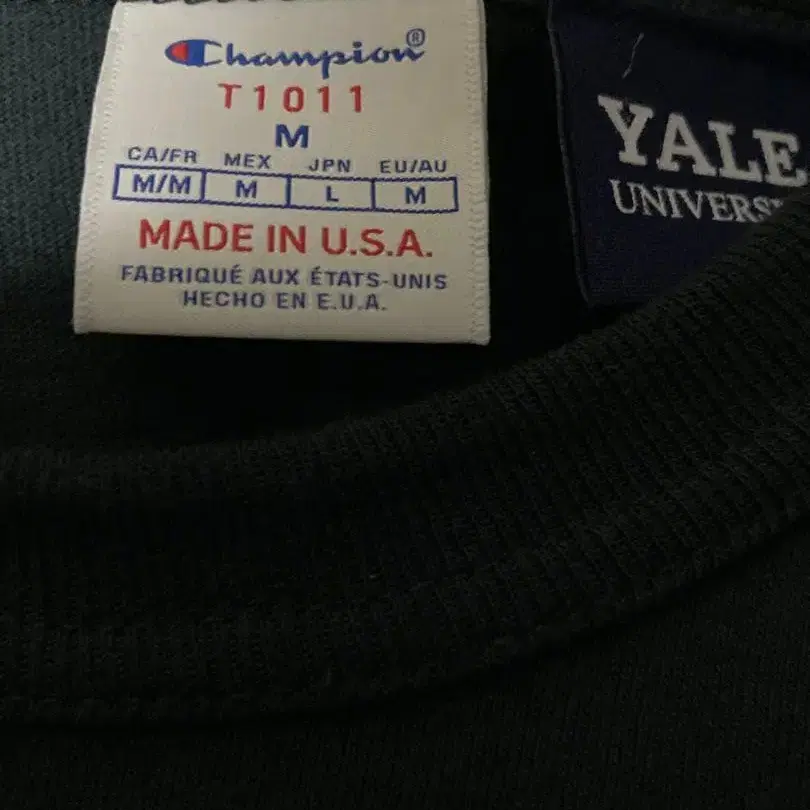 Champion®
T1011
M
CA/FR MEX JPN EU/AU
M/M M L M
MADE IN U.S.A.
FABRIQUÉ AUX ÉTATS-UNIS
HECHO EN E.U.A.
YALE